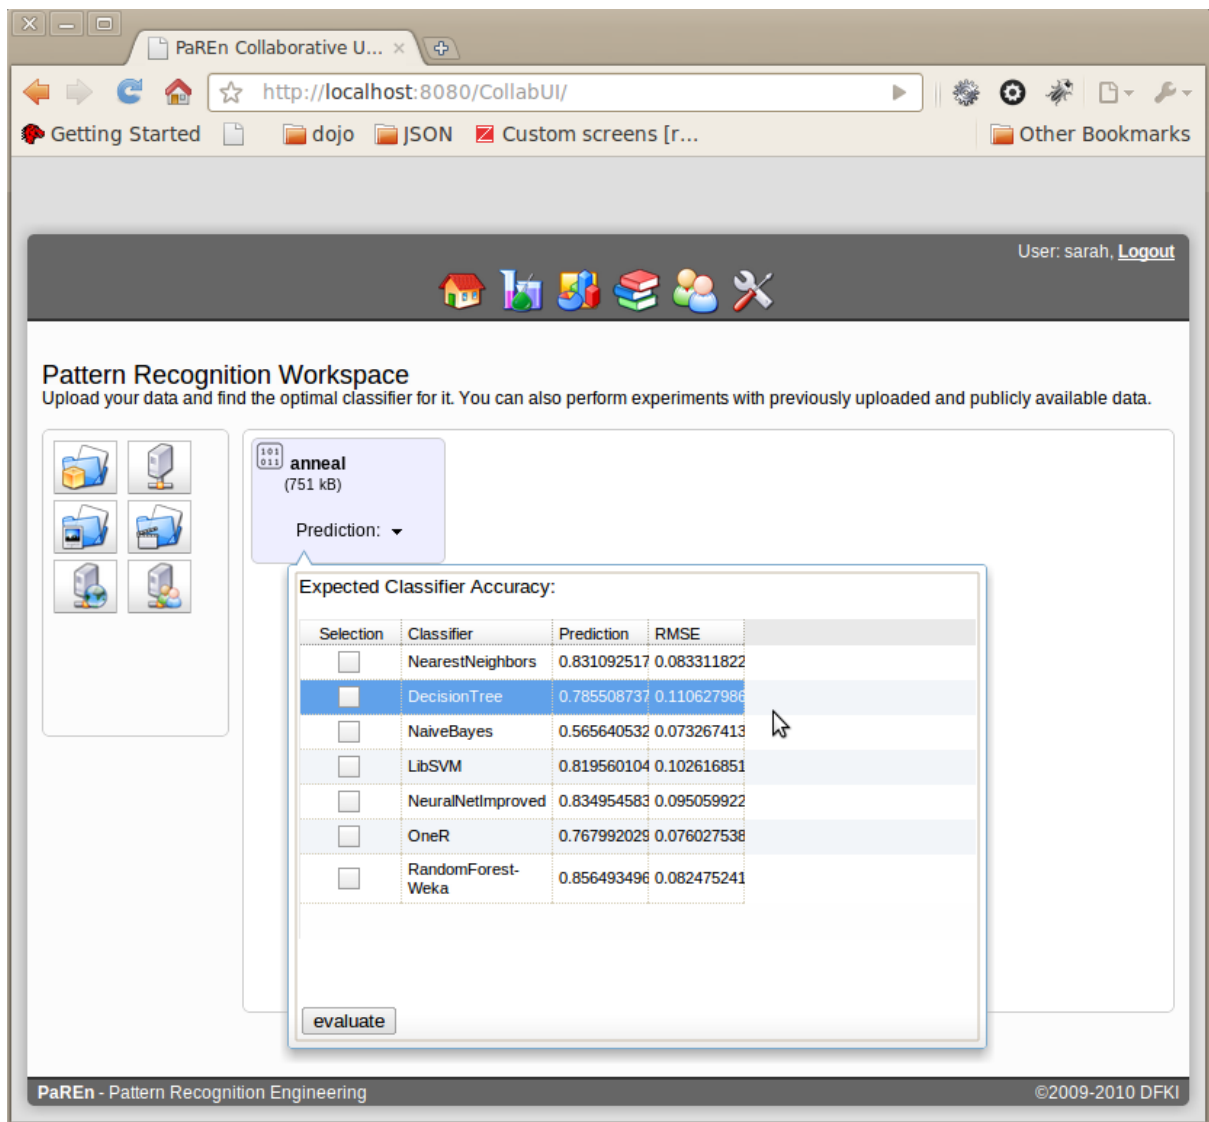 PaREn Collaborative U...
http://localhost:8080/CollabUI/
Getting Started dojo JSON Custom screens [r... Other Bookmarks
User: sarah, Logout
Pattern Recognition Workspace
Upload your data and find the optimal classifier for it. You can also perform experiments with previously uploaded and publicly available data.
101
011
anneal
(751 kB)
Prediction:
Expected Classifier Accuracy:
Selection Classifier Prediction RMSE
NearestNeighbors 0.831092517 0.083311822
DecisionTree 0.785508737 0.110627986
NaiveBayes 0.565640532 0.073267413
LibSVM 0.819560104 0.102616851
NeuralNetImproved 0.834954583 0.095059922
OneR 0.767992029 0.076027538
RandomForest-
Weka 0.856493496 0.082475241
evaluate
PaREn - Pattern Recognition Engineering ©2009-2010 DFKI